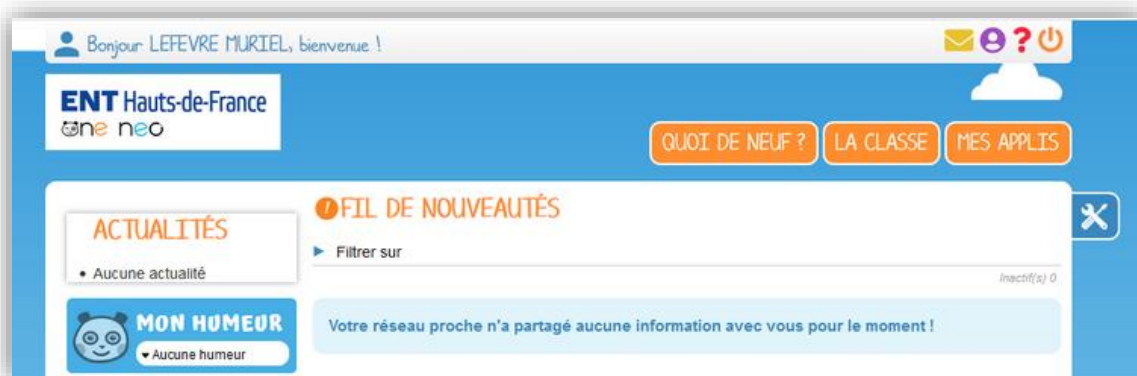 Bonjour LEFEVRE MURIEL, bienvenue !
?
ENT Hauts-de-France
one neo
QUOI DE NEUF ?
LA CLASSE
MES APPLIS
ACTUALITÉS
• Aucune actualité
MON HUMEUR
Aucune humeur
! FIL DE NOUVEAUTÉS
Filtrer sur
Inactif(s) 0
Votre réseau proche n'a partagé aucune information avec vous pour le moment !